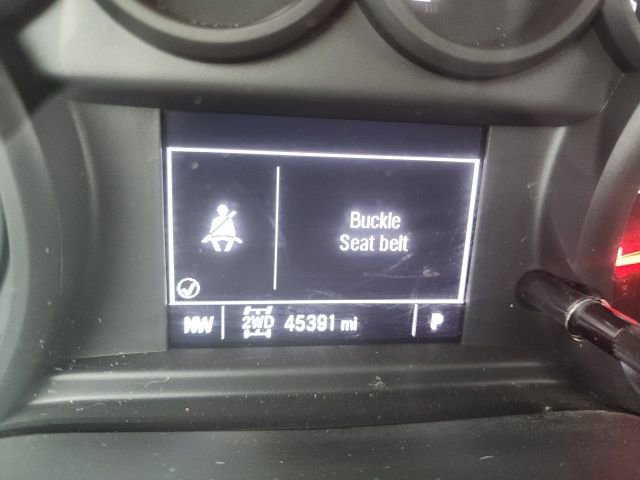 Buckle
Seat belt
NW 2WD 45391 mi P